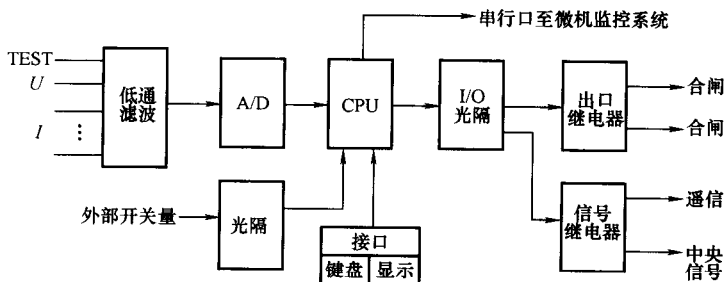 串行口至微机监控系统
TEST
U
I
⋮
低通
滤波
A/D
CPU
I/O
光隔
出口
继电器
合闸
合闸
外部开关量
光隔
接口
键盘
显示
信号
继电器
遥信
中央
信号